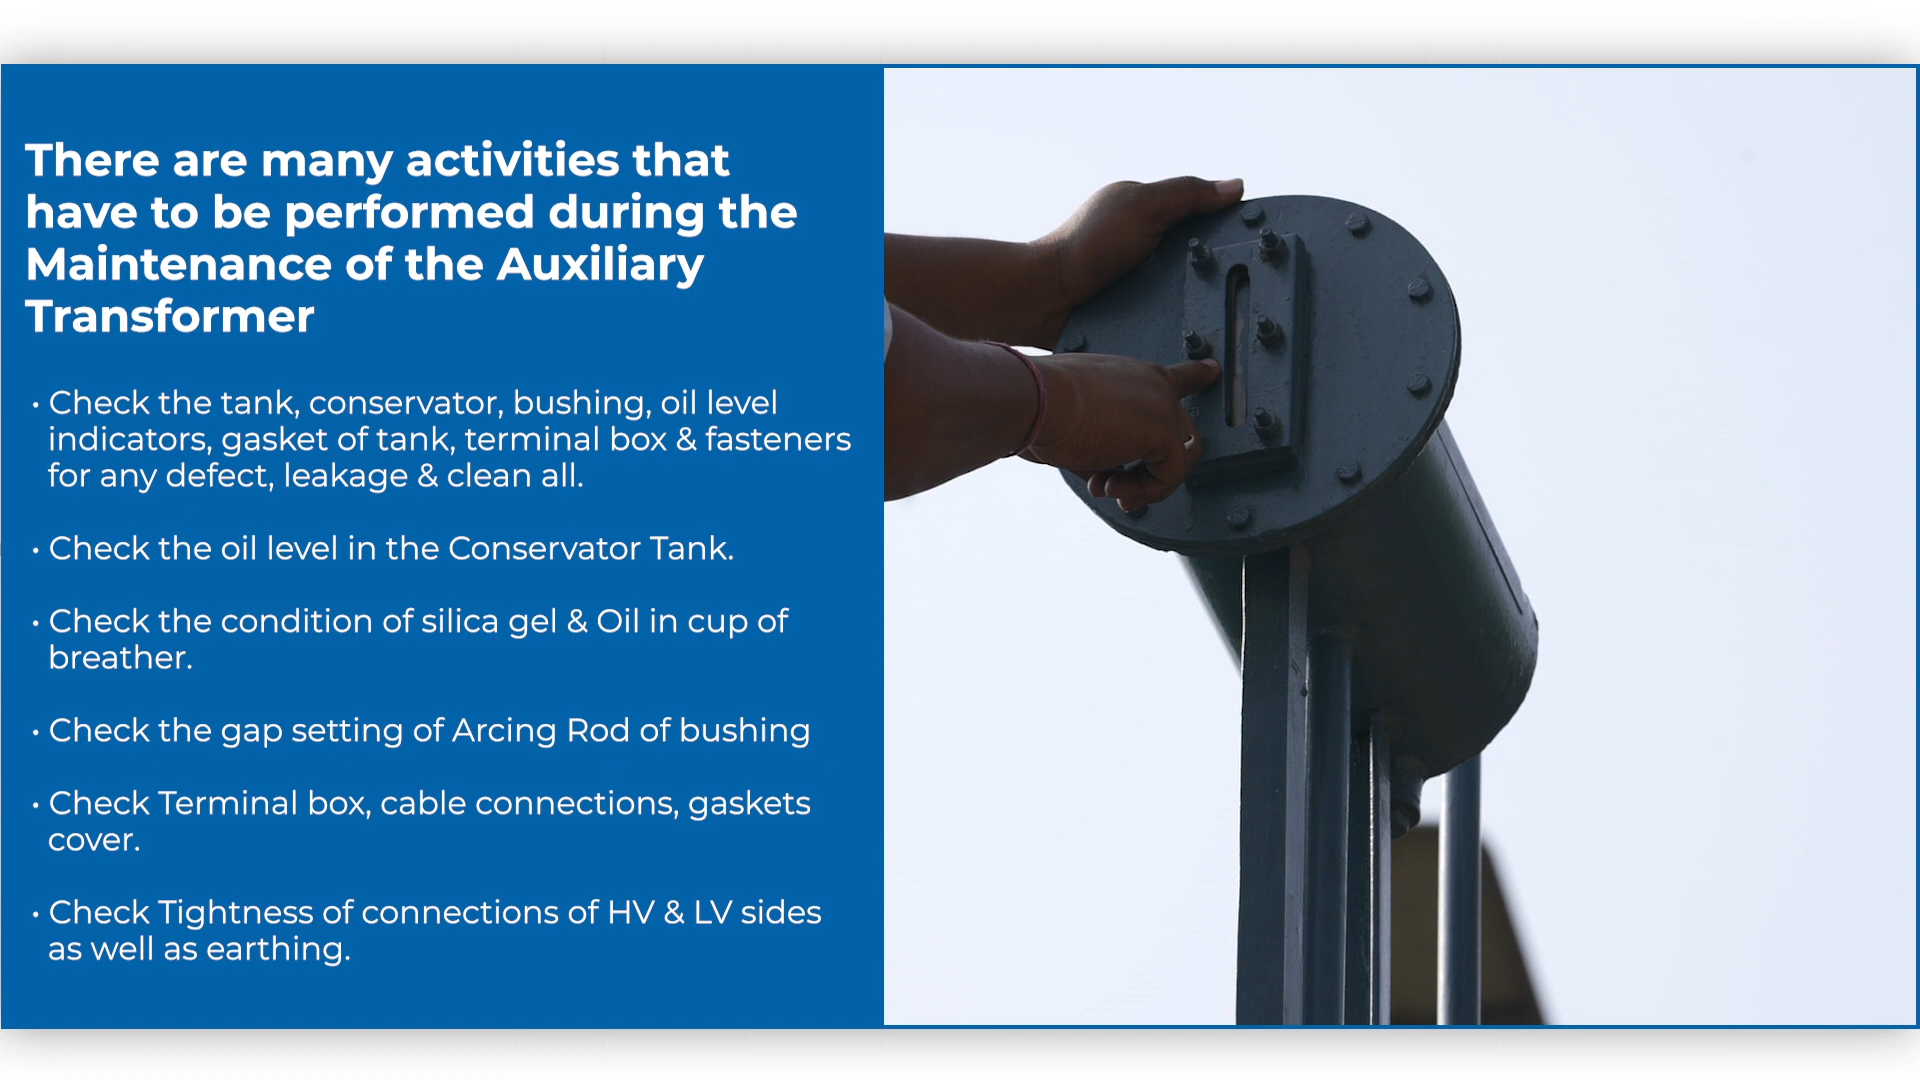 There are many activities that
have to be performed during the
Maintenance of the Auxiliary
Transformer
• Check the tank, conservator, bushing, oil level
indicators, gasket of tank, terminal box & fasteners
for any defect, leakage & clean all.
• Check the oil level in the Conservator Tank.
• Check the condition of silica gel & Oil in cup of
breather.
• Check the gap setting of Arcing Rod of bushing
• Check Terminal box, cable connections, gaskets
cover.
• Check Tightness of connections of HV & LV sides
as well as earthing.